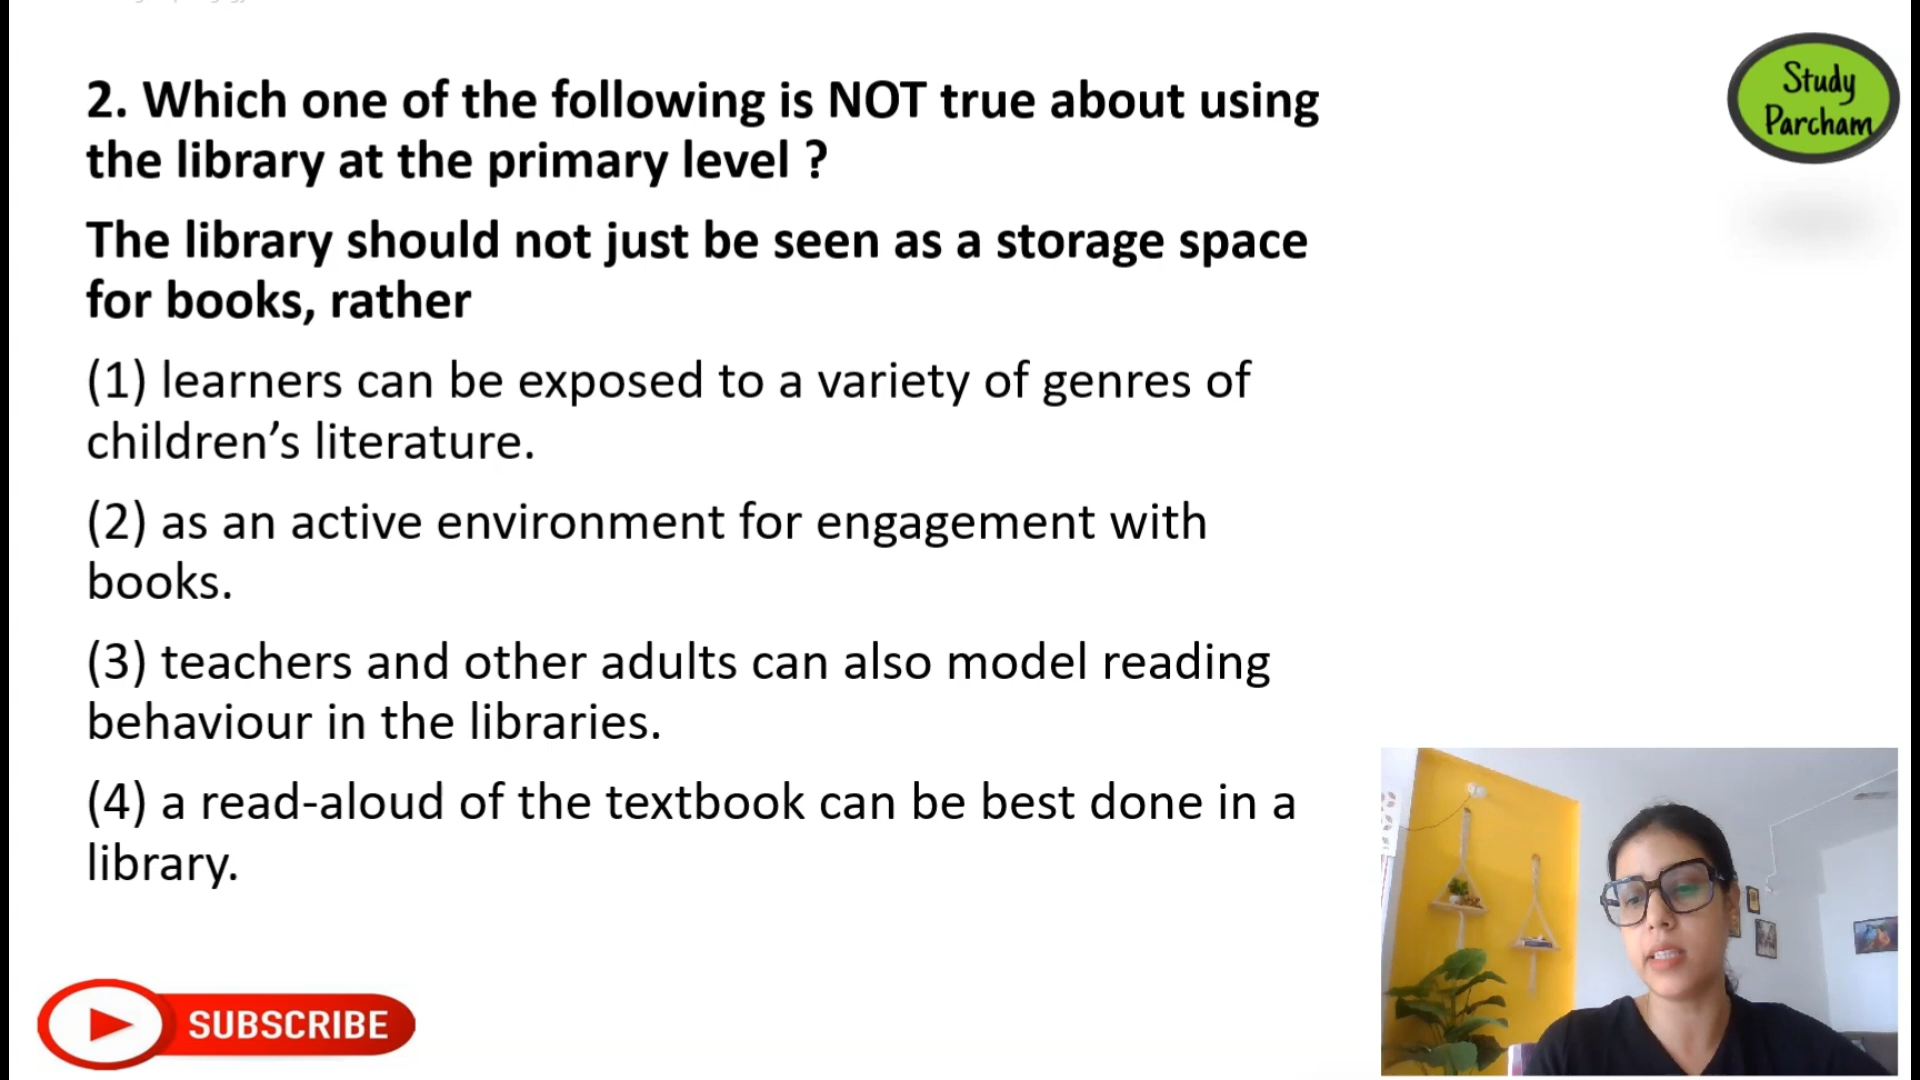 2. Which one of the following is NOT true about using
the library at the primary level ?
The library should not just be seen as a storage space
for books, rather
(1) learners can be exposed to a variety of genres of
children’s literature.
(2) as an active environment for engagement with
books.
(3) teachers and other adults can also model reading
behaviour in the libraries.
(4) a read-aloud of the textbook can be best done in a
library.
Study
Parcham
SUBSCRIBE